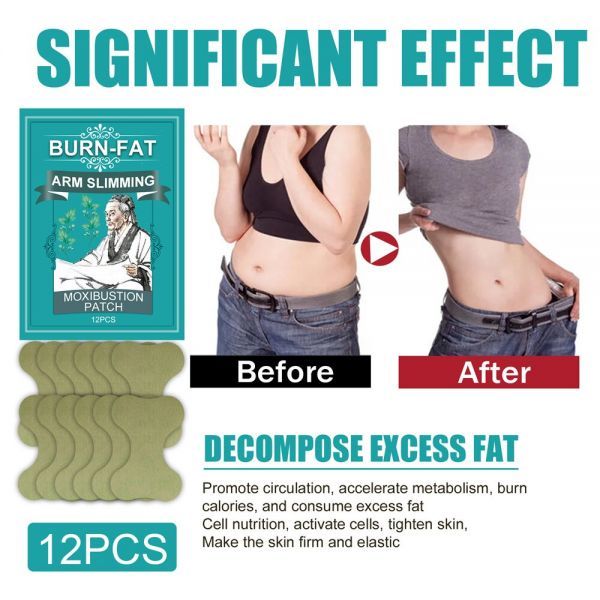 SIGNIFICANT EFFECT
BURN-FAT
ARM SLIMMING
MOXIBUSTION
PATCH
12PCS
Before
After
DECOMPOSE EXCESS FAT
Promote circulation, accelerate metabolism, burn
calories, and consume excess fat
Cell nutrition, activate cells, tighten skin,
Make the skin firm and elastic
12PCS